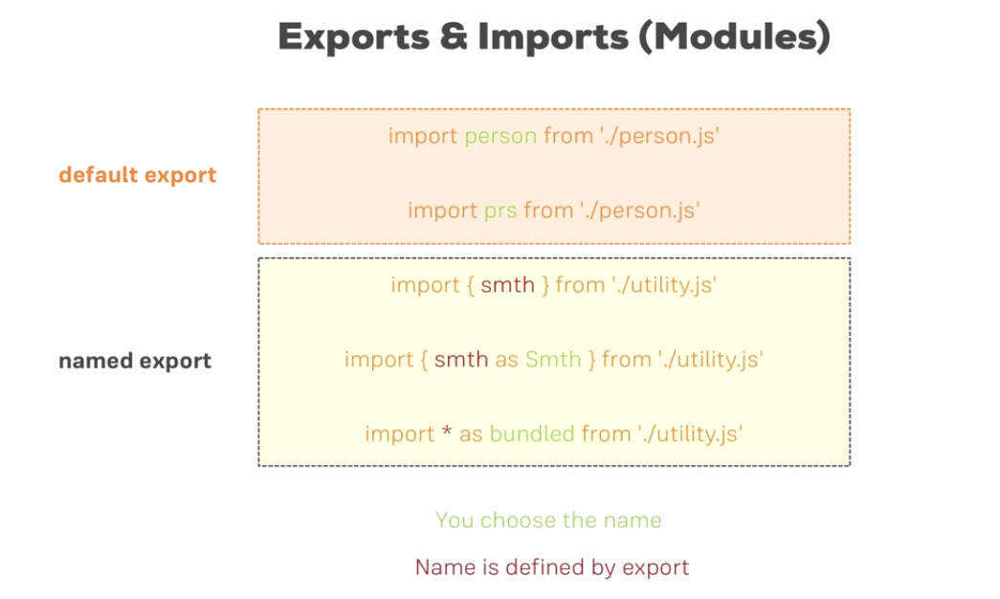 Exports & Imports (Modules)
default export
import person from './person.js'
import prs from './person.js'
named export
import { smth } from './utility.js'
import { smth as Smth } from './utility.js'
import * as bundled from './utility.js'
You choose the name
Name is defined by export